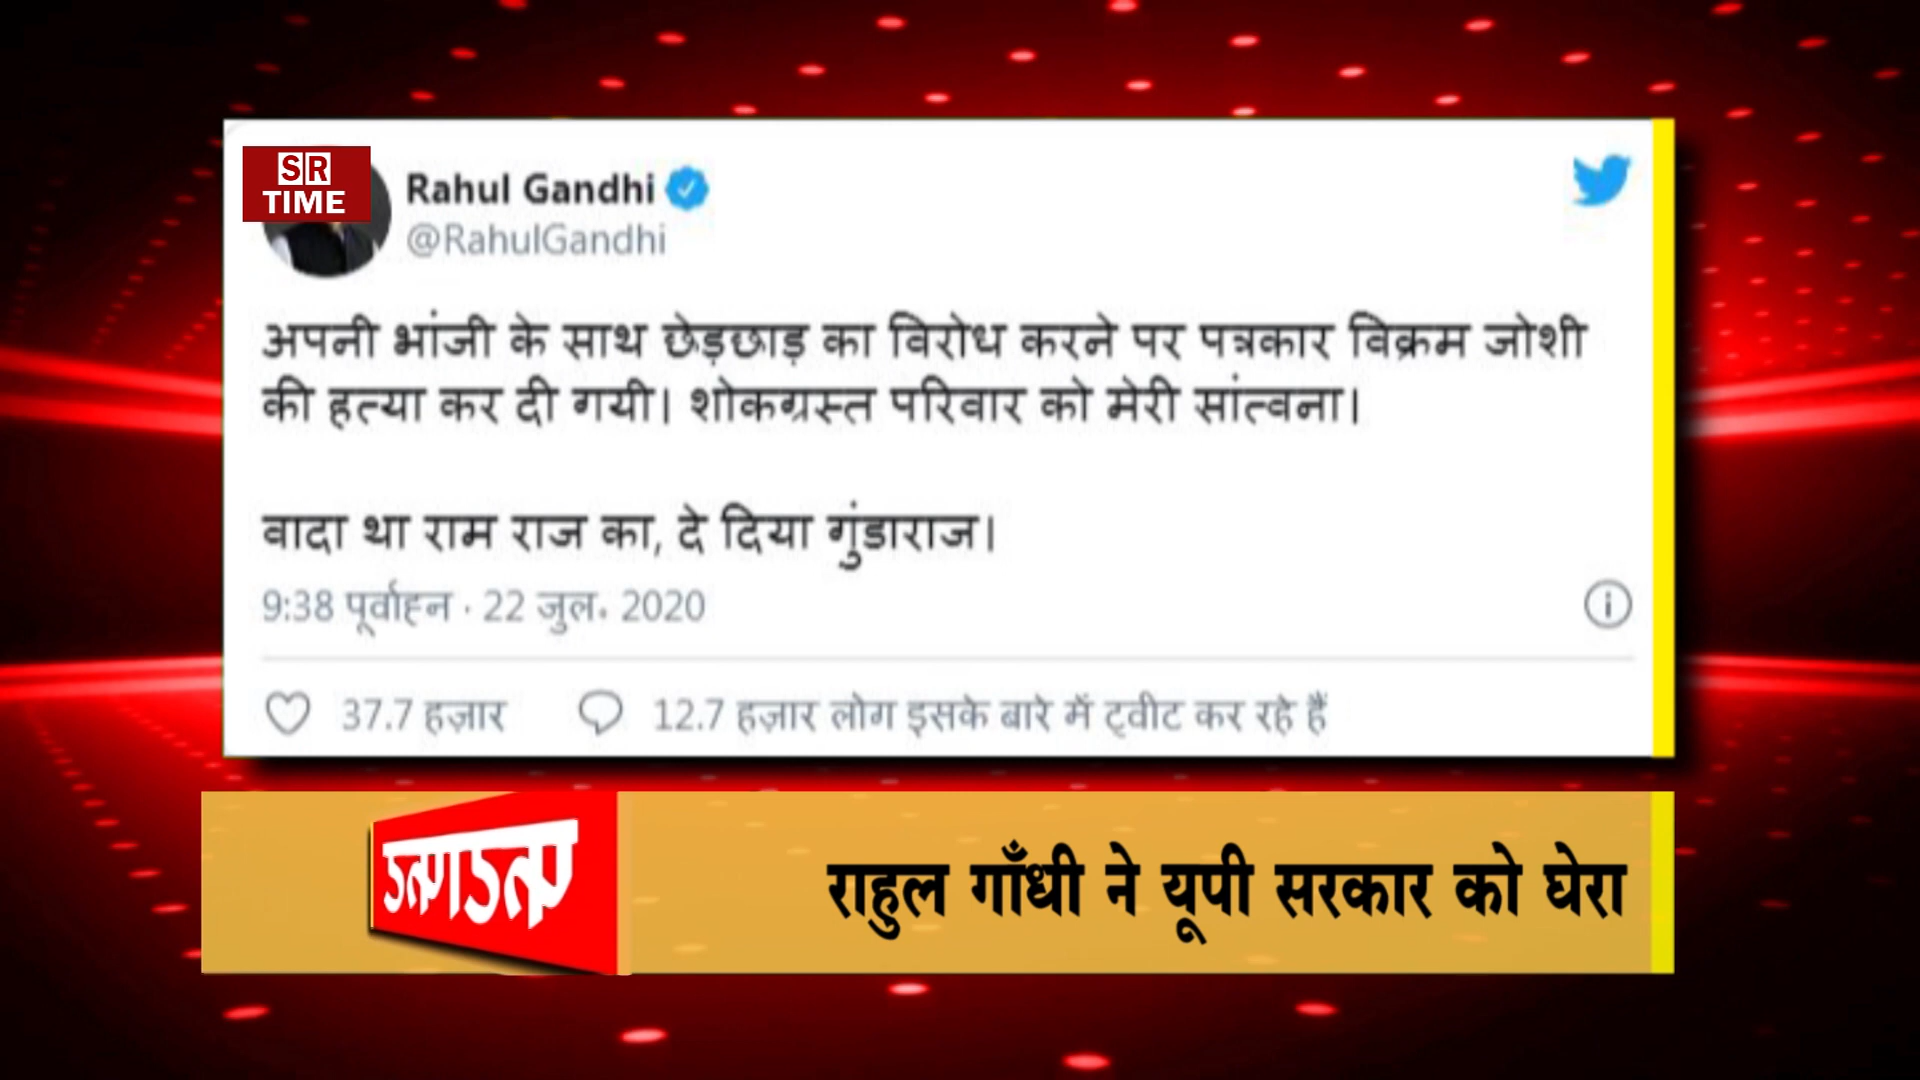 SR
TIME
Rahul Gandhi
@RahulGandhi
अपनी भांजी के साथ छेड़छाड़ का विरोध करने पर पत्रकार विक्रम जोशी
की हत्या कर दी गयी। शोकग्रस्त परिवार को मेरी सांत्वना।
वादा था राम राज का, दे दिया गुंडाराज।
9:38 पूर्वाह्न · 22 जुल॰ 2020
37.7 हज़ार 12.7 हज़ार लोग इसके बारे में ट्वीट कर रहे हैं
राहुल गाँधी ने यूपी सरकार को घेरा